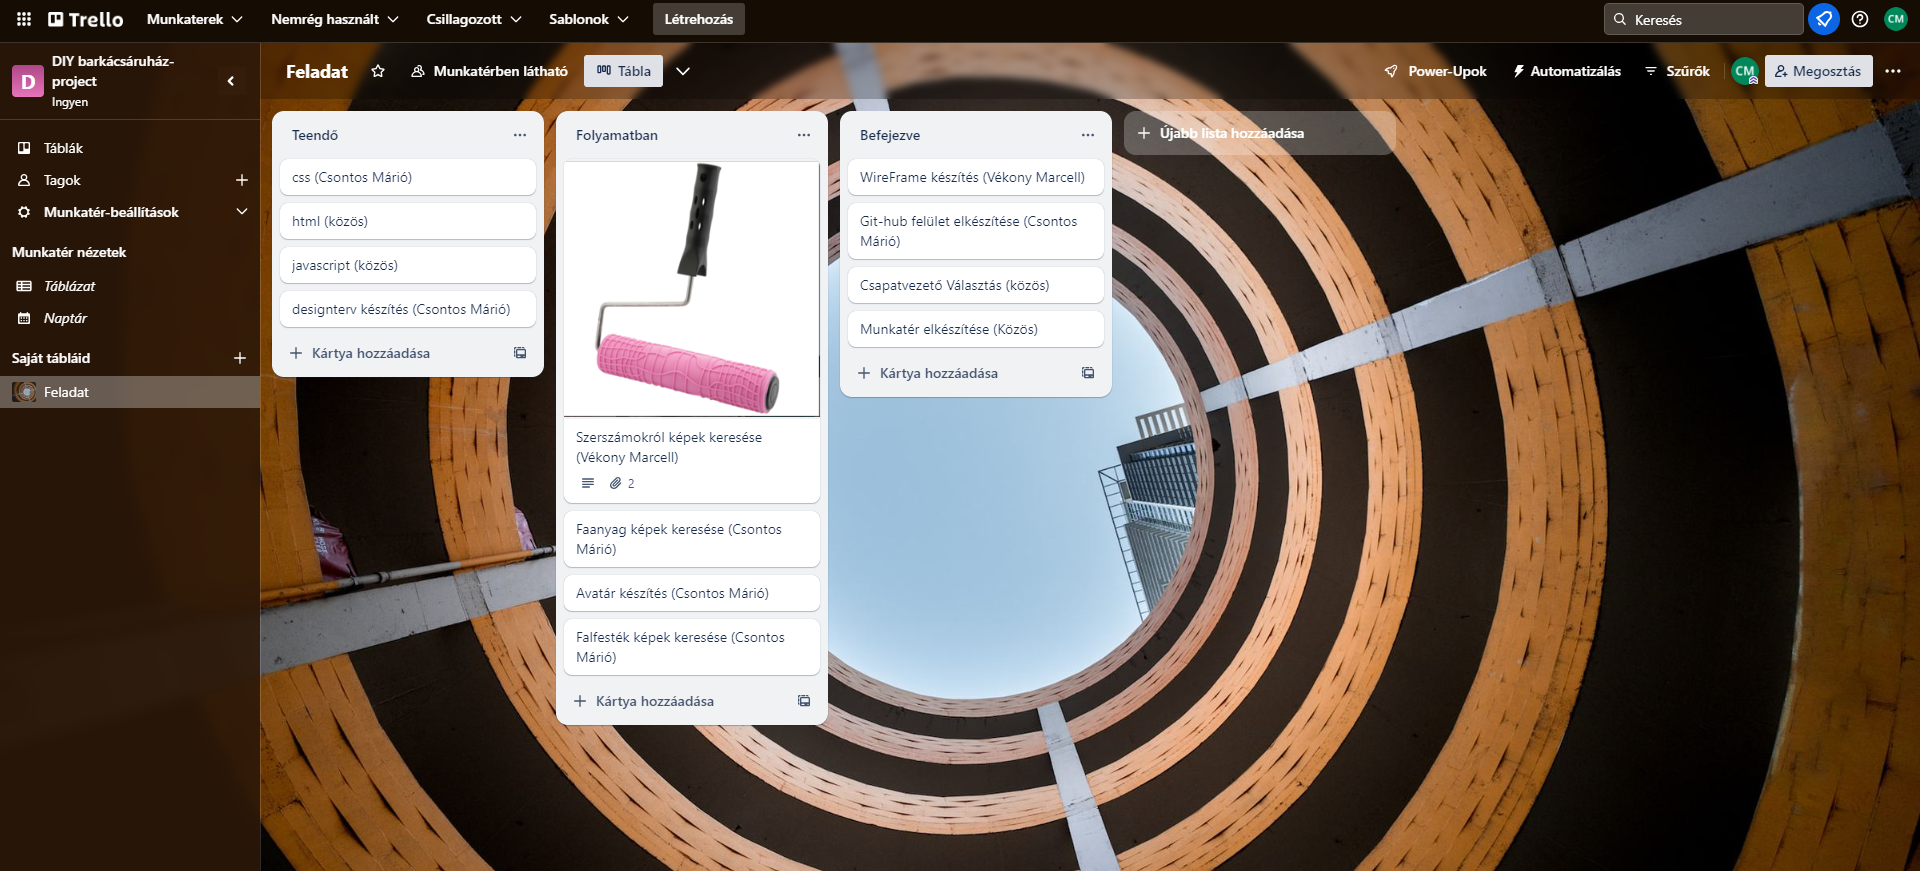 Trello
Munkaterek
Nemrég használt
Csillagozott
Sablonok
Létrehozás
Keresés
CM
D
DIY barkácsáruház-
project
Ingyen
Feladat
Munkatérben látható
Tábla
Power-Upok
Automatizálás
Szűrők
CM
Megosztás
Táblák
Tagok
Munkatér-beállítások
Munkatér nézetek
Táblázat
Naptár
Saját tábláid
Feladat
Teendő
css (Csontos Márió)
html (közös)
javascript (közös)
designterv készítés (Csontos Márió)
Kártya hozzáadása
Folyamatban
Szerszámokról képek keresése
(Vékony Marcell)
2
Faanyag képek keresése (Csontos
Márió)
Avatár készítés (Csontos Márió)
Falfesték képek keresése (Csontos
Márió)
Kártya hozzáadása
Befejezve
WireFrame készítés (Vékony Marcell)
Git-hub felület elkészítése (Csontos
Márió)
Csapatvezető Választás (közös)
Munkatér elkészítése (Közös)
Kártya hozzáadása
Újabb lista hozzáadása